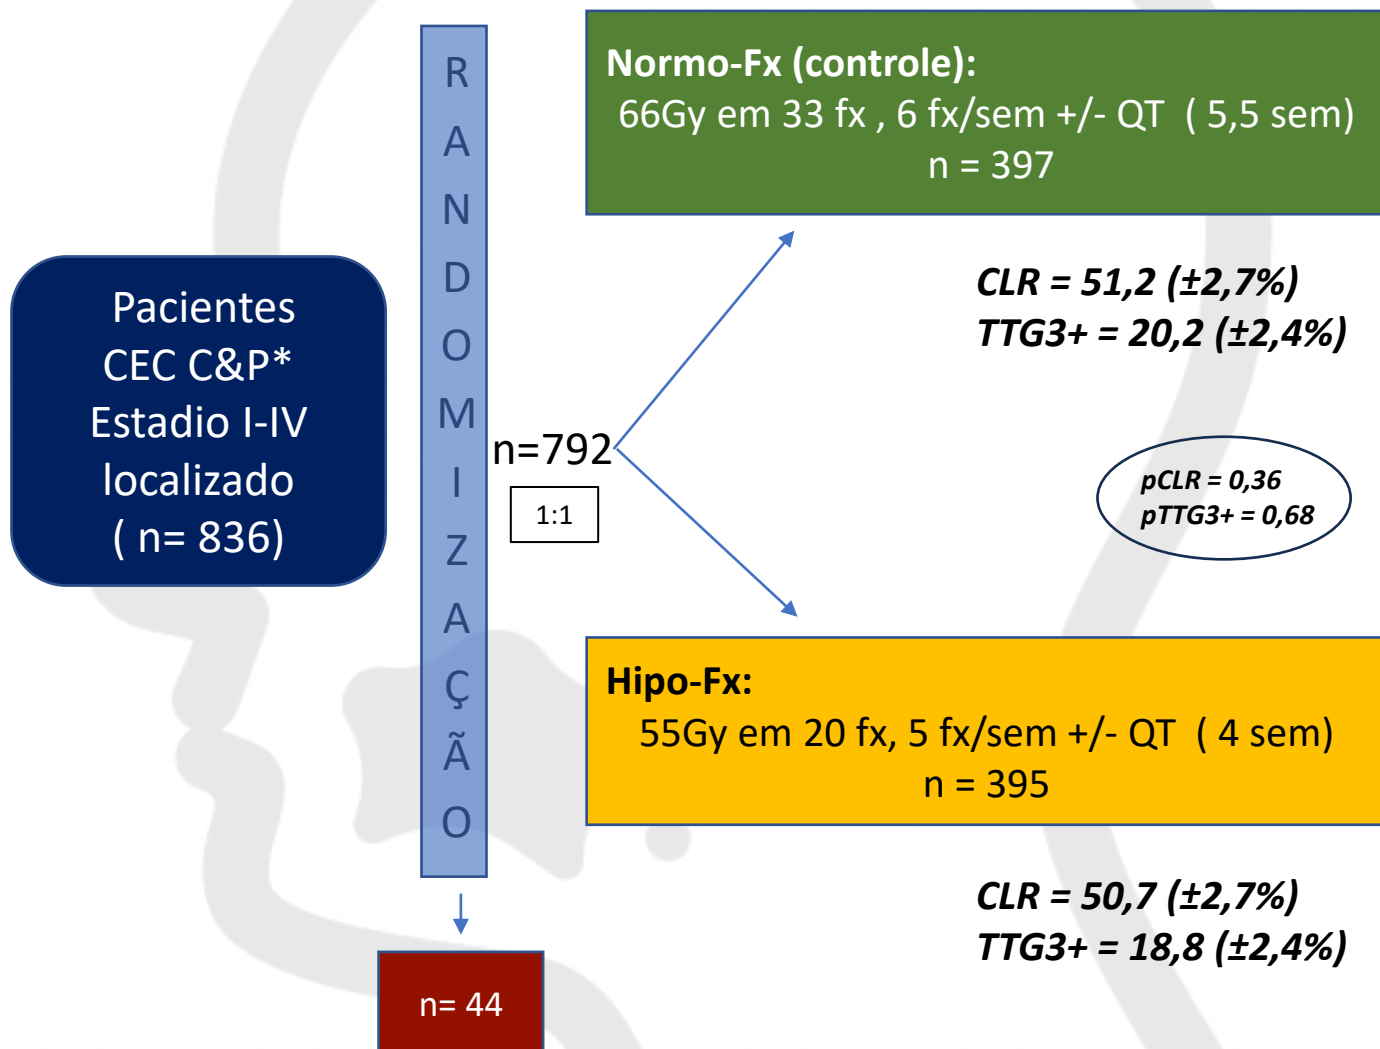 Pacientes
CEC C&P*
Estadio I-IV
localizado
( n= 836)
R
A
N
D
O
M
I
Z
A
Ç
Ã
O
n= 44
n=792
1:1
Normo-Fx (controle):
66Gy em 33 fx , 6 fx/sem +/- QT ( 5,5 sem)
n = 397
CLR = 51,2 (±2,7%)
TTG3+ = 20,2 (±2,4%)
pCLR = 0,36
pTTG3+ = 0,68
Hipo-Fx:
55Gy em 20 fx, 5 fx/sem +/- QT ( 4 sem)
n = 395
CLR = 50,7 (±2,7%)
TTG3+ = 18,8 (±2,4%)